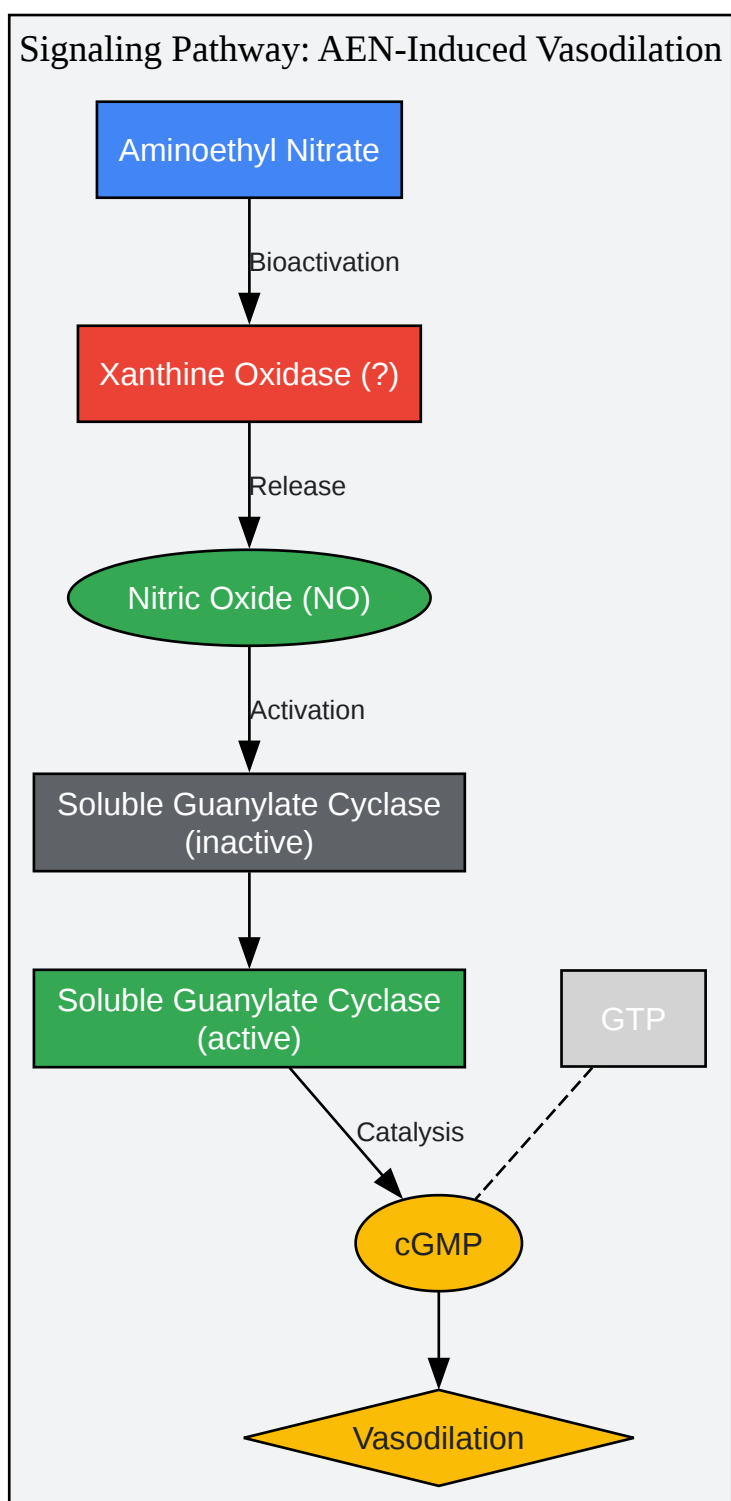 Signaling Pathway: AEN-Induced Vasodilation
Aminoethyl Nitrate
Bioactivation
Xanthine Oxidase (?)
Release
Nitric Oxide (NO)
Activation
Soluble Guanylate Cyclase
(inactive)
Soluble Guanylate Cyclase
(active)
GTP
Catalysis
cGMP
Vasodilation